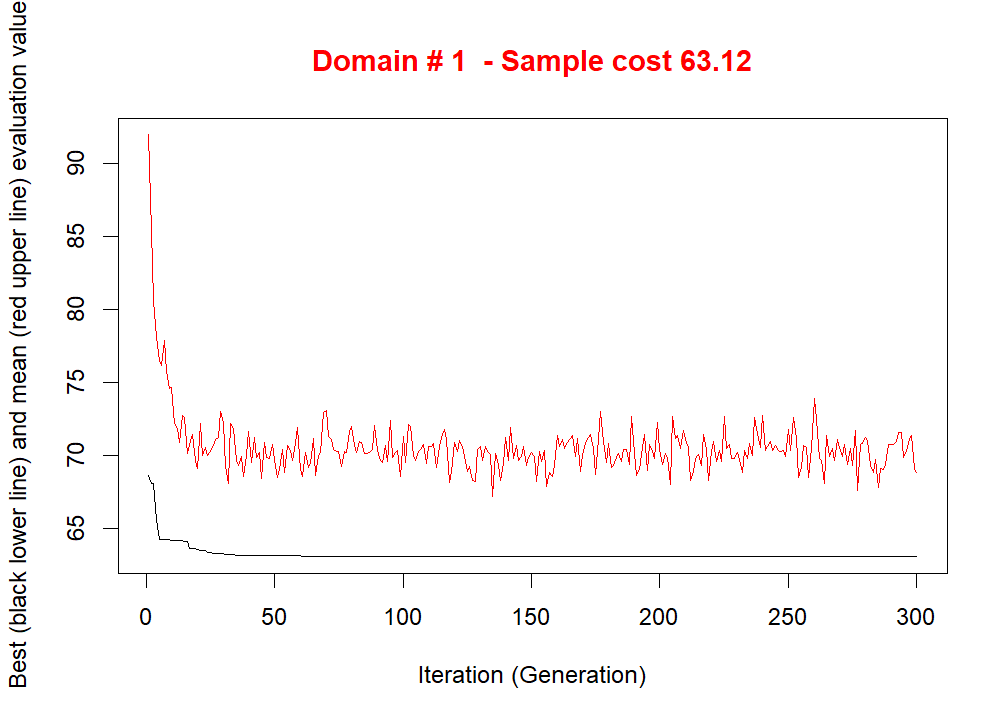 Domain # 1  - Sample cost 63.12
Best (black lower line) and mean (red upper line) evaluation value
90
85
80
75
70
65
0 50 100 150 200 250 300
Iteration (Generation)